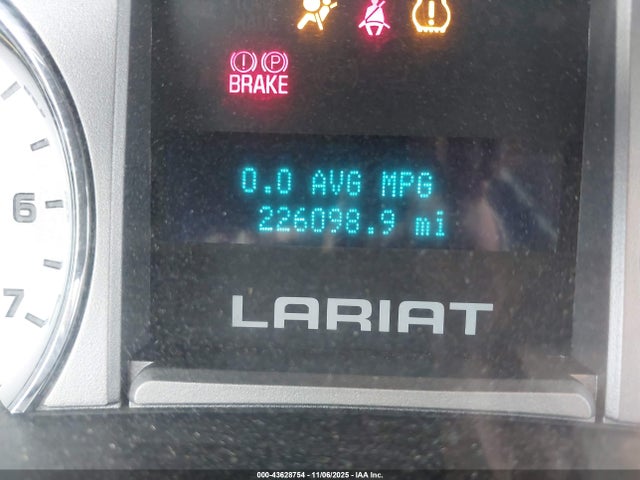 BRAKE
0.0 AVG MPG
226098.9 mi
6
7
LARIAT
000-43628754 - 11/06/2025 - IAA Inc.